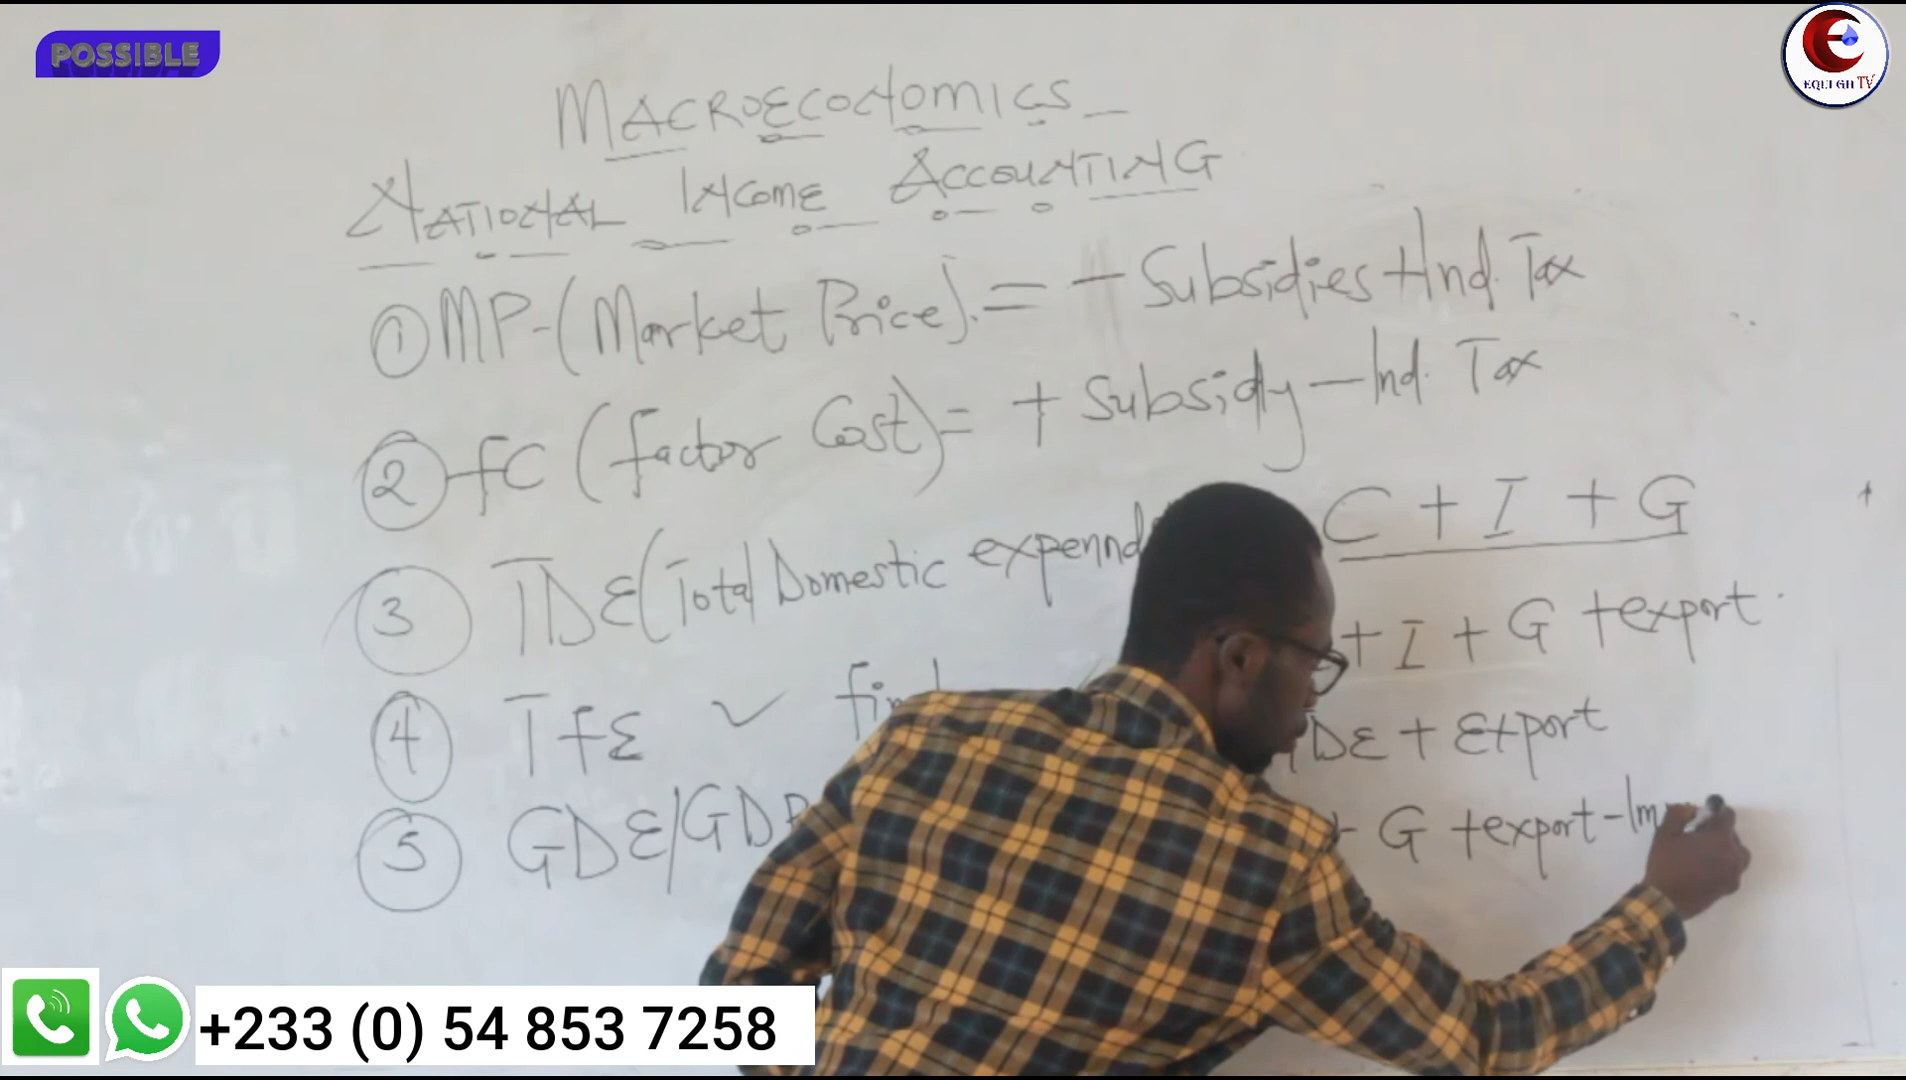 POSSIBLE
EQUI GH TV
MACROECONOMICS
NATIONAL INCOME ACCOUNTING
① MP-(Market Price). = - Subsidies + Ind. Tax
② FC (Factor Cost) = + Subsidy - Ind. Tax
③ TDE (Total Domestic expennd C + I + G
④ TFE ✓ + I + G + export.
DE + Export
⑤ GDE/GDP + G + export - Im
+233 (0) 54 853 7258